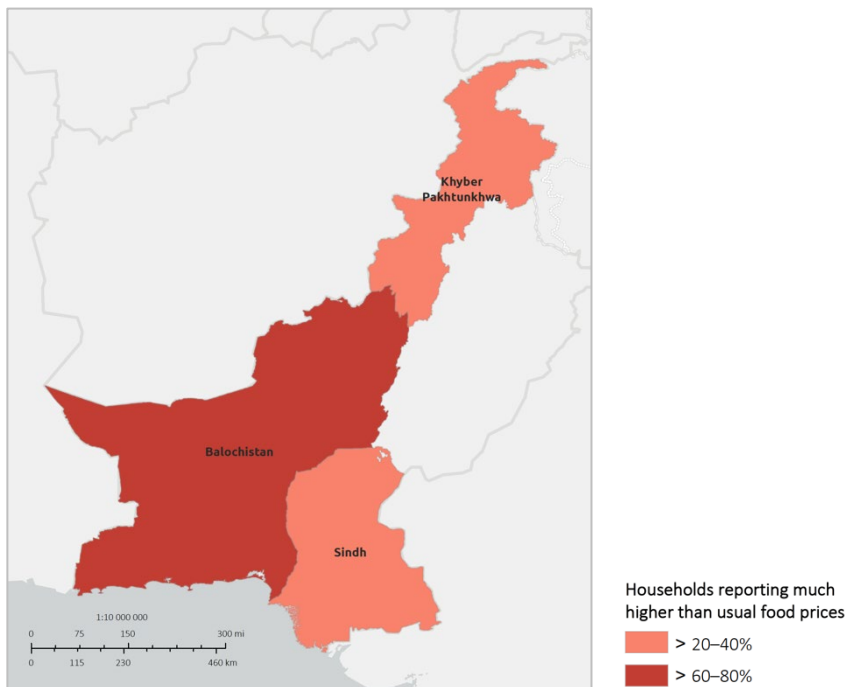 Khyber
Pakhtunkhwa
Balochistan
Sindh
1:10 000 000
0 75 150 300 mi
0 115 230 460 km
Households reporting much
higher than usual food prices
> 20–40%
> 60–80%